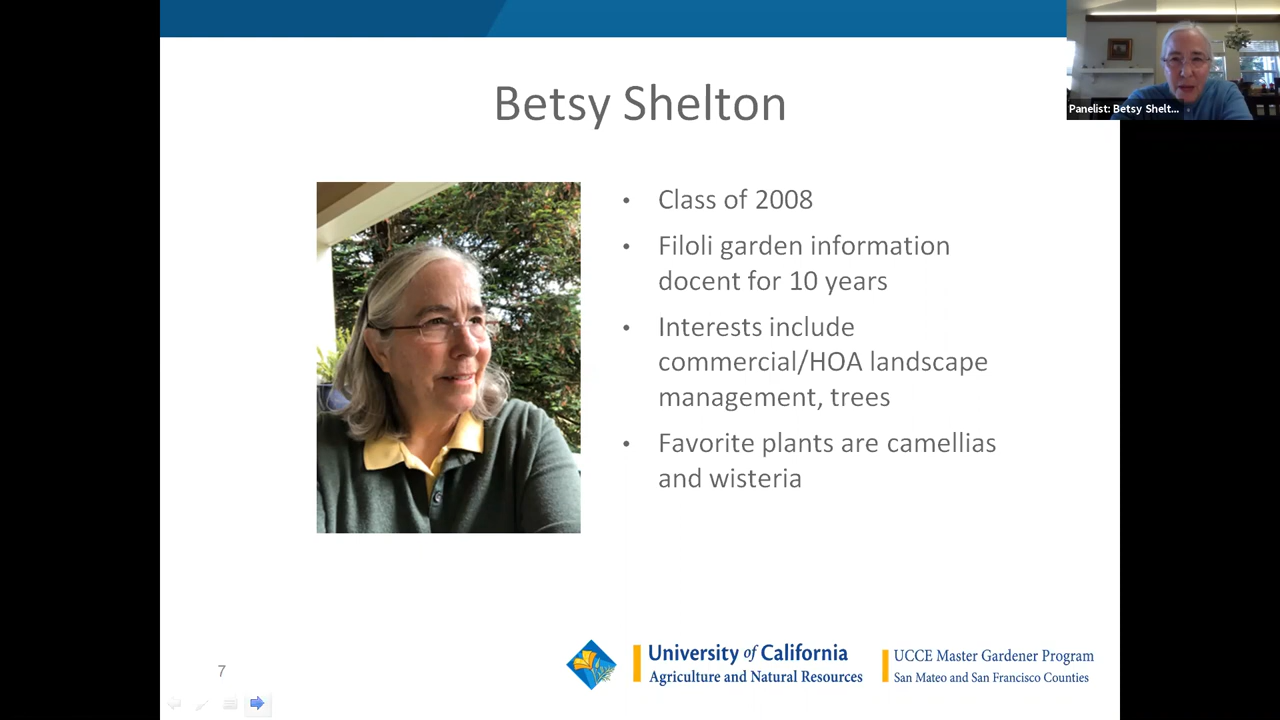 Betsy Shelton
Panelist: Betsy Shelt...
• Class of 2008
• Filoli garden information
docent for 10 years
• Interests include
commercial/HOA landscape
management, trees
• Favorite plants are camellias
and wisteria
7
University of California
Agriculture and Natural Resources
UCCE Master Gardener Program
San Mateo and San Francisco Counties